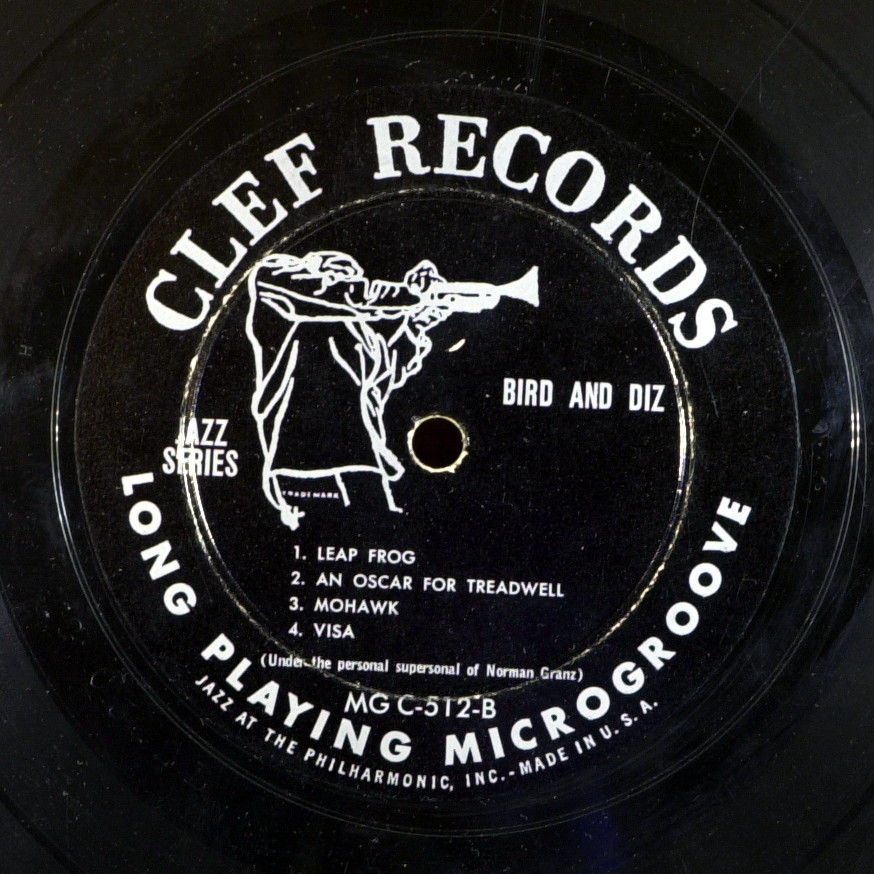 CLEF RECORDS
BIRD AND DIZ
JAZZ
SERIES
TRADEMARK
1. LEAP FROG
2. AN OSCAR FOR TREADWELL
3. MOHAWK
4. VISA
(Under the personal supersonal of Norman Granz)
MG C-512-B
LONG PLAYING MICROGROOVE
JAZZ AT THE PHILHARMONIC, INC.-MADE IN U. S. A.